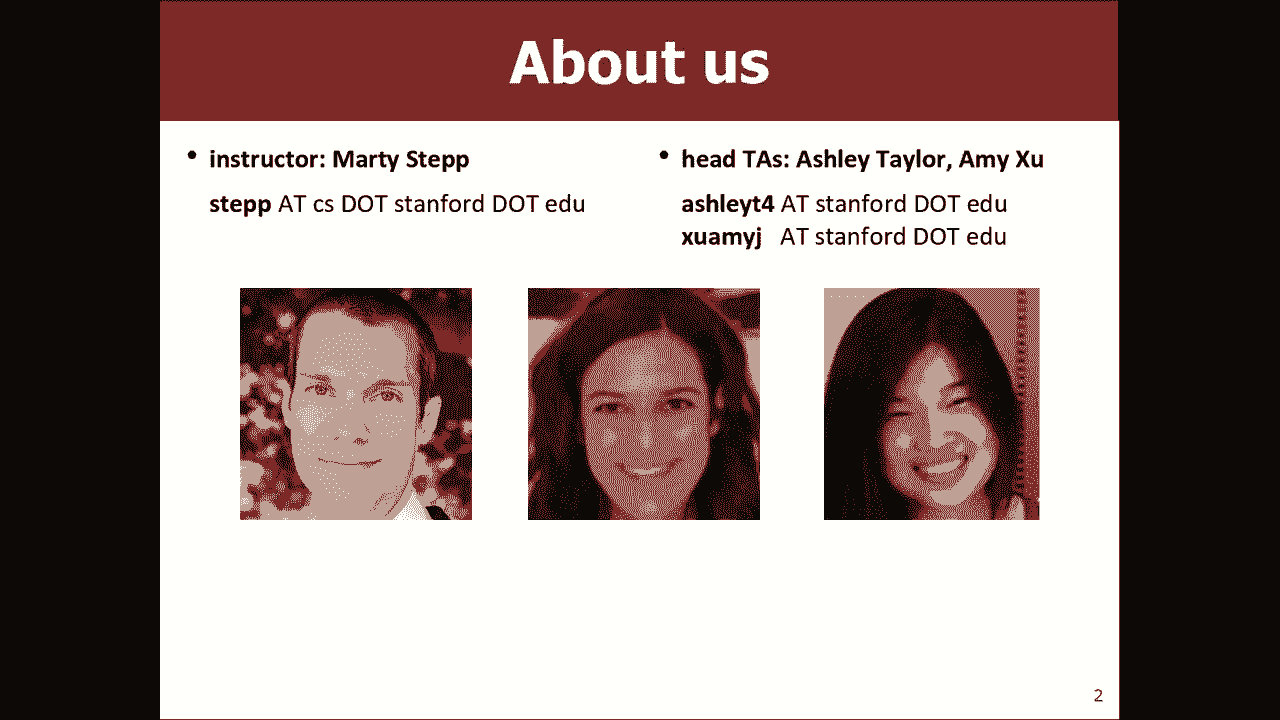 About us
• instructor: Marty Stepp
stepp AT cs DOT stanford DOT edu
• head TAs: Ashley Taylor, Amy Xu
ashleyt4 AT stanford DOT edu
xuamyj AT stanford DOT edu
2